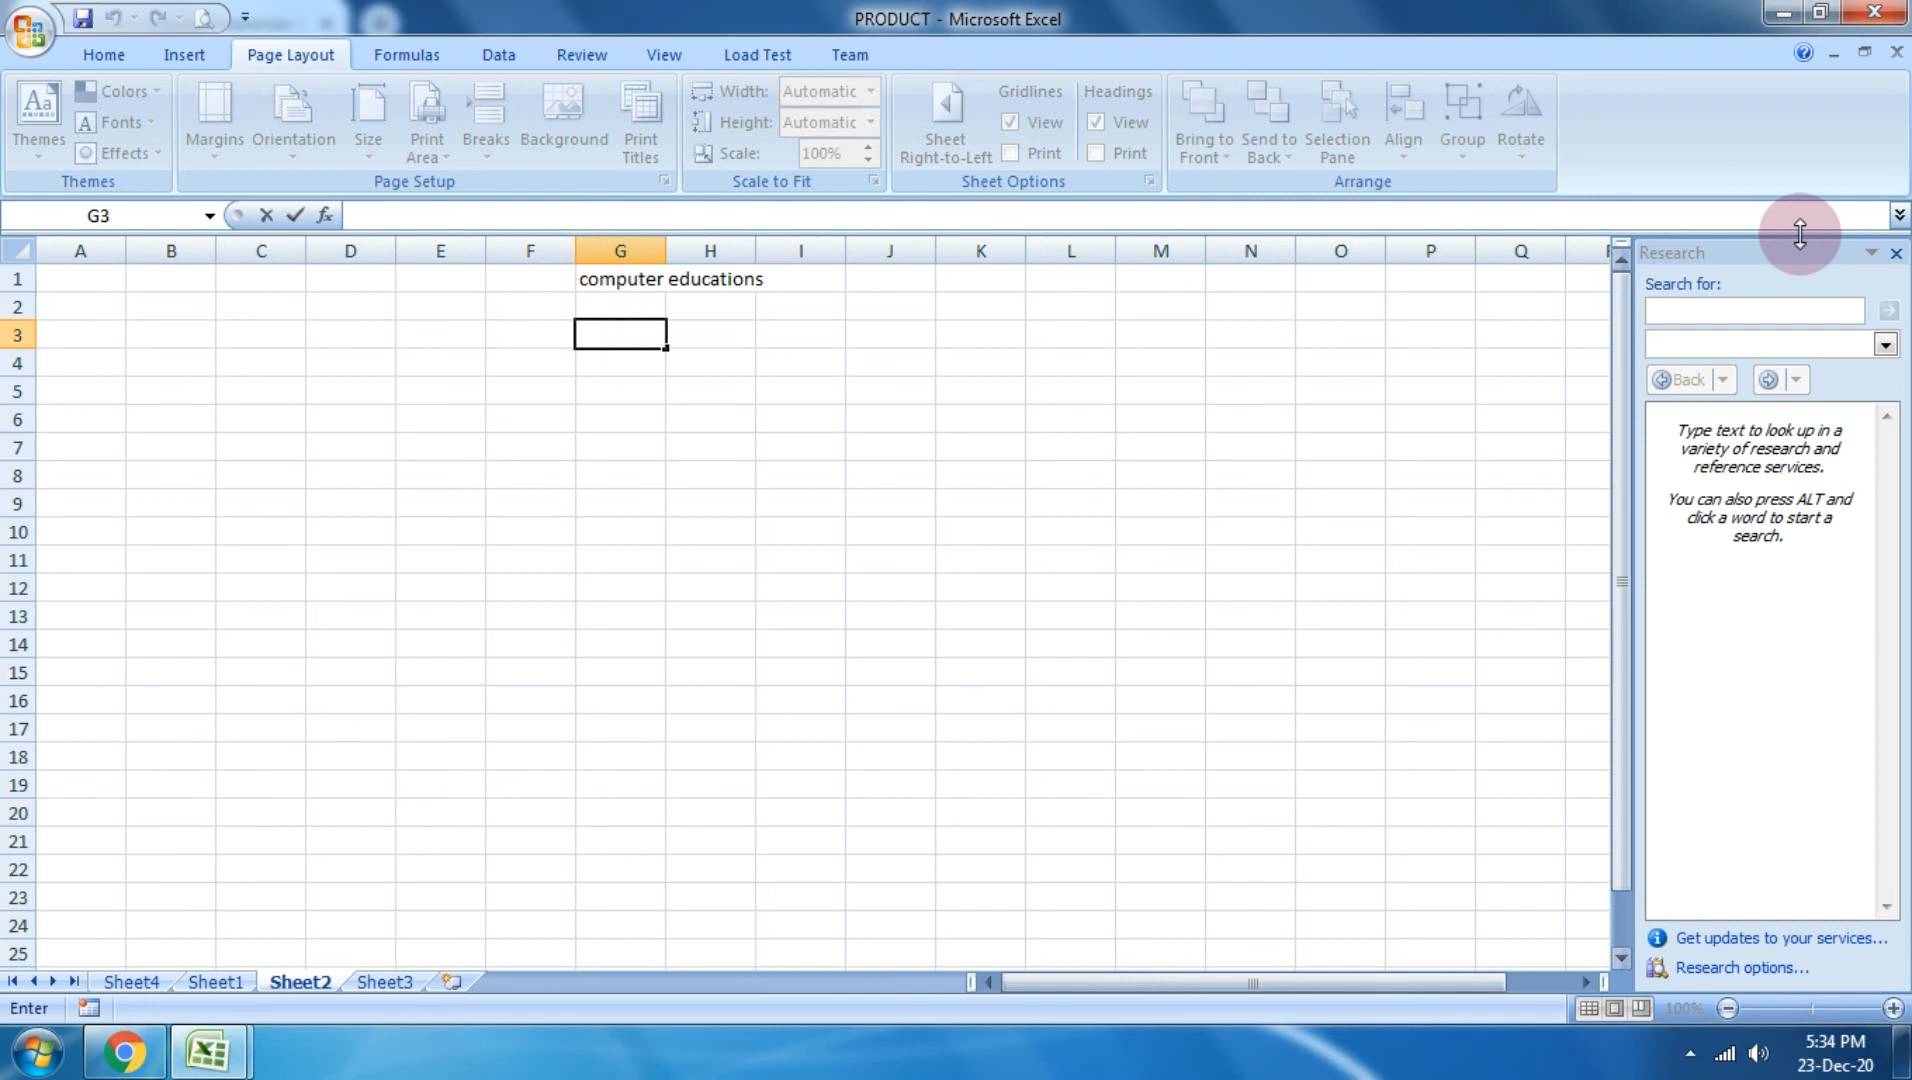 PRODUCT - Microsoft Excel
Home Insert Page Layout Formulas Data Review View Load Test Team
Aa Themes
Colors
Fonts
Effects
Themes
Margins Orientation Size Print Area Breaks Background Print Titles
Page Setup
Width: Automatic
Height: Automatic
Scale: 100%
Scale to Fit
Sheet Right-to-Left
Gridlines
View
Print
Headings
View
Print
Sheet Options
Bring to Front Send to Back Selection Pane Align Group Rotate
Arrange
G3 fx
A B C D E F G H I J K L M N O P Q
1 computer educations
2
3
4
5
6
7
8
9
10
11
12
13
14
15
16
17
18
19
20
21
22
23
24
25
Research
Search for:
Back
Type text to look up in a
variety of research and
reference services.
You can also press ALT and
click a word to start a
search.
Get updates to your services...
Research options...
Sheet4 Sheet1 Sheet2 Sheet3
Enter 100%
5:34 PM
23-Dec-20